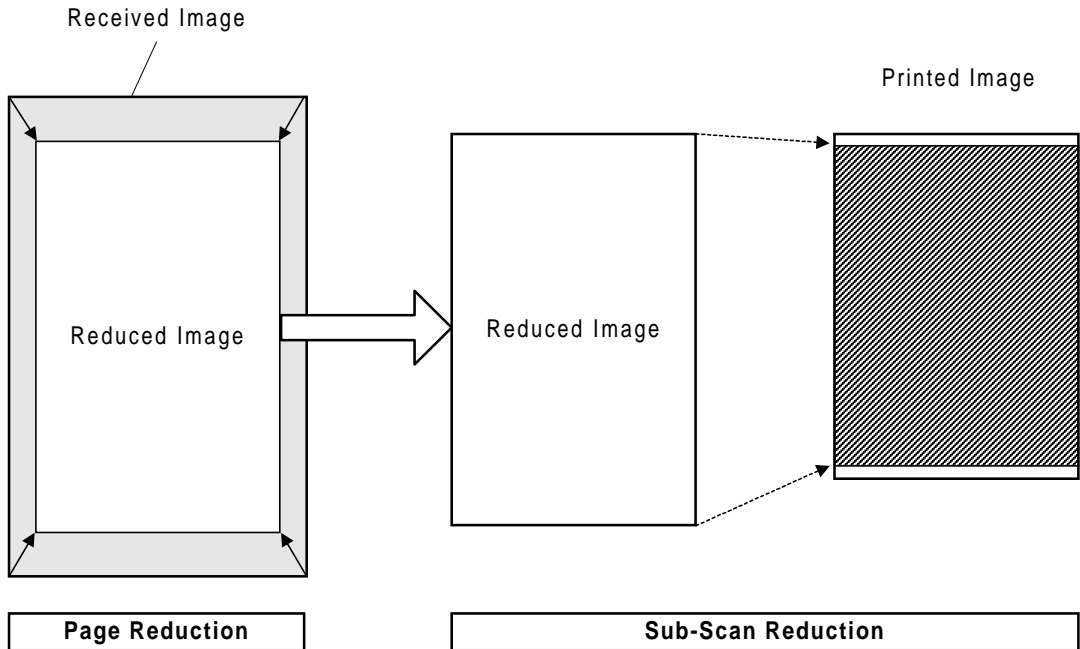 Received Image
Printed Image
Reduced Image
Reduced Image
Page Reduction
Sub-Scan Reduction